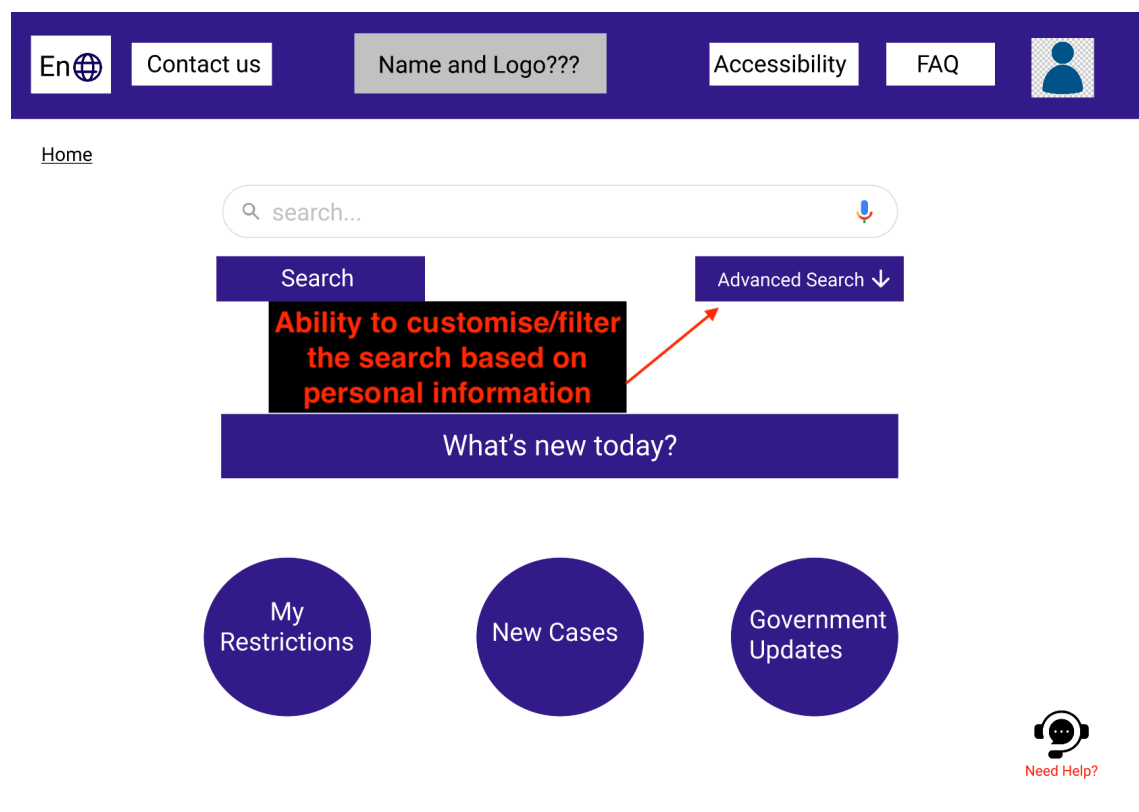 En
Contact us
Name and Logo???
Accessibility
FAQ
Home
search...
Search
Advanced Search
Ability to customise/filter
the search based on
personal information
What’s new today?
My
Restrictions
New Cases
Government
Updates
Need Help?